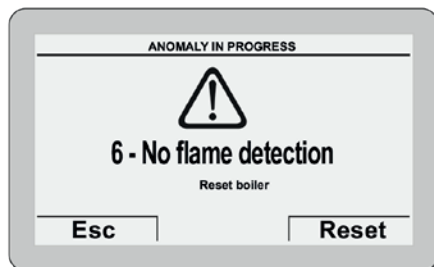 ANOMALY IN PROGRESS
6 - No flame detection
Reset boiler
Esc Reset